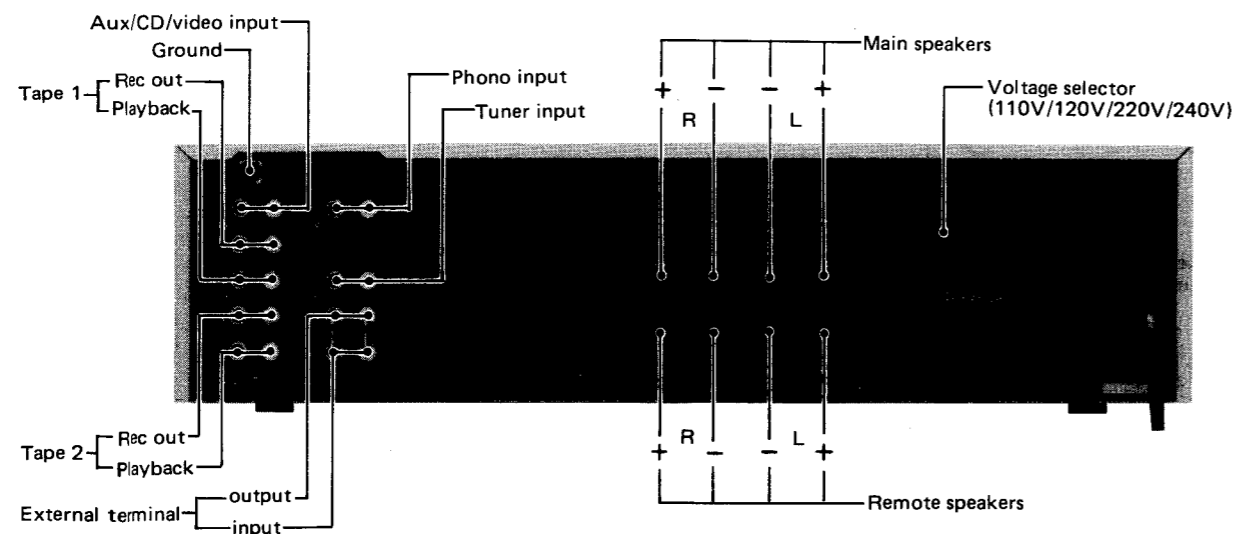 Aux/CD/video input
Ground
Tape 1
Rec out
Playback
Phono input
Tuner input
Main speakers
+ − − +
R L
Voltage selector
(110V/120V/220V/240V)
Tape 2
Rec out
Playback
External terminal
output
input
R L
+ − − +
Remote speakers